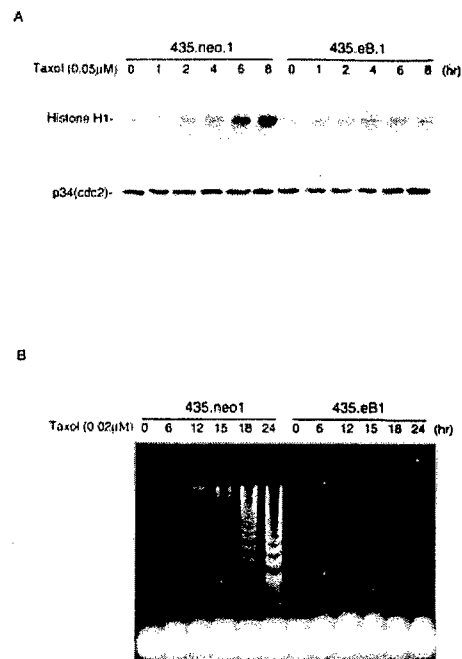 A
435.neo.1 435.eB.1
Taxol (0.05µM) 0 1 2 4 6 8 0 1 2 4 6 8 (hr)
Histone H1-
p34(cdc2)-
B
435.neo1 435.eB1
Taxol (0.02µM) 0 6 12 15 18 24 0 6 12 15 18 24 (hr)